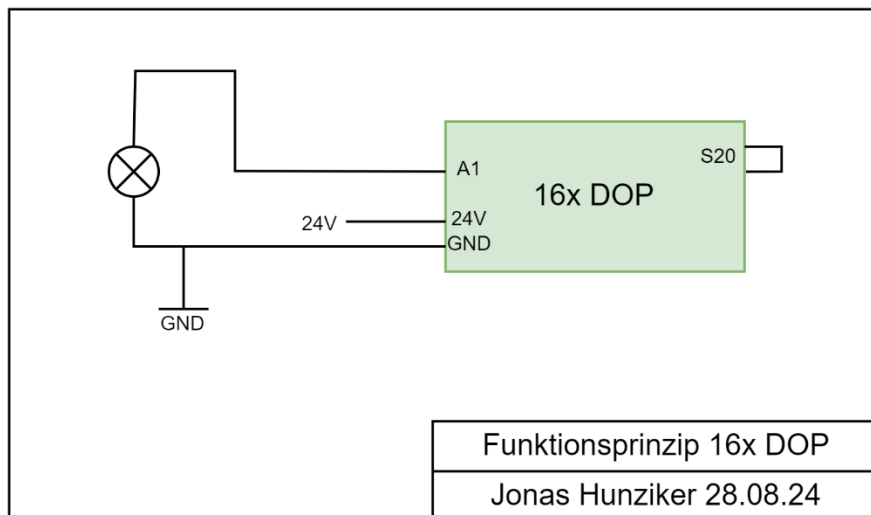 A1
S20
16x DOP
24V
24V
GND
GND
Funktionsprinzip 16x DOP
Jonas Hunziker 28.08.24